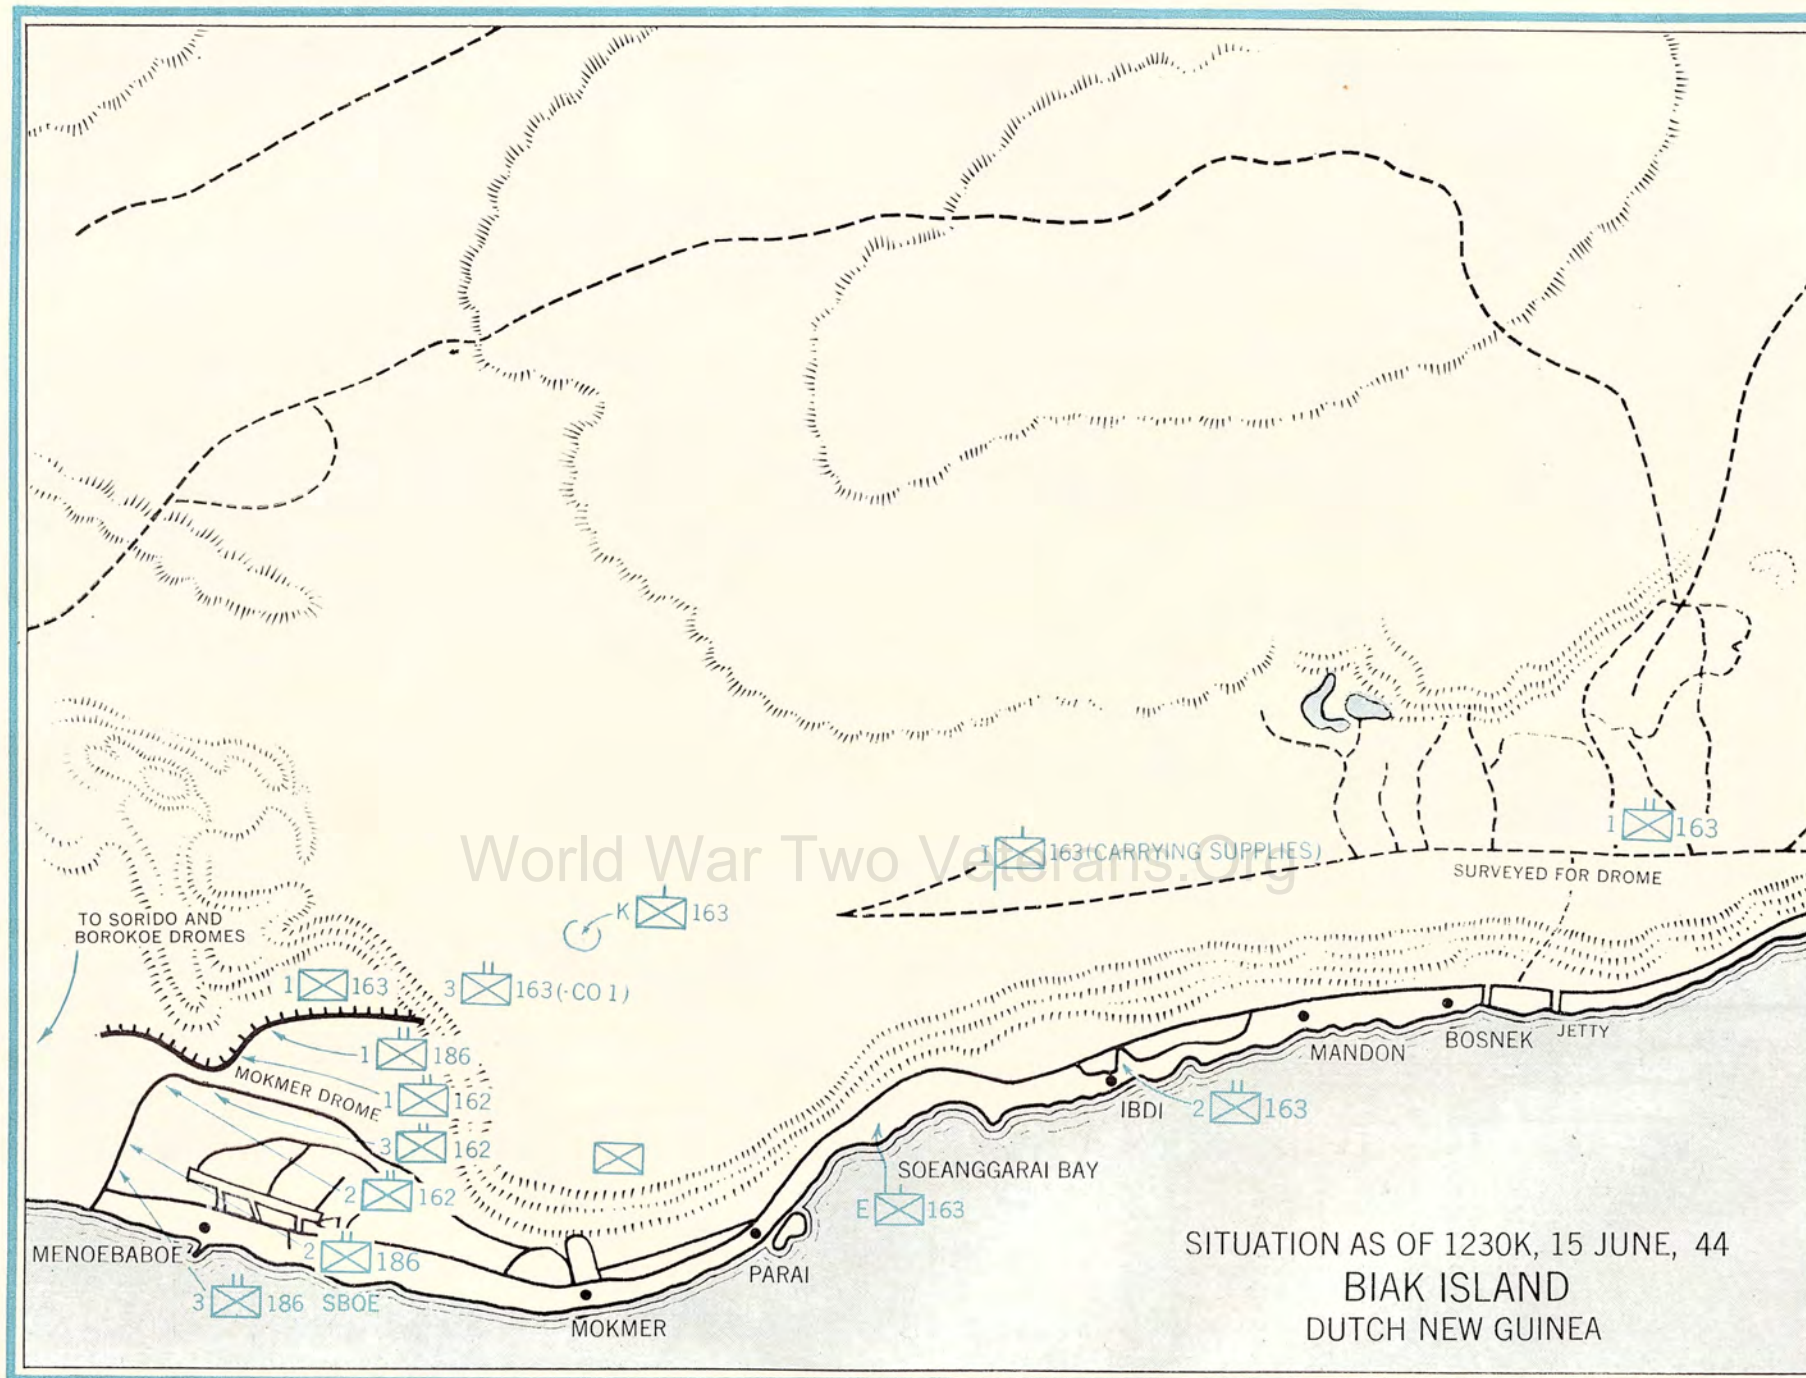 World War Two Veterans.Org
1 163
I 163 (CARRYING SUPPLIES)
SURVEYED FOR DROME
K 163
TO SORIDO AND
BOROKOE DROMES
1 163
3 163 (-CO I)
1 186
MOKMER DROME
1 162
3 162
2 162
2 186
3 186
SBOE
MENOEBABOE
MOKMER
PARAI
SOEANGGARAI BAY
E 163
IBDI
2 163
MANDON
BOSNEK
JETTY
SITUATION AS OF 1230K, 15 JUNE, 44
BIAK ISLAND
DUTCH NEW GUINEA